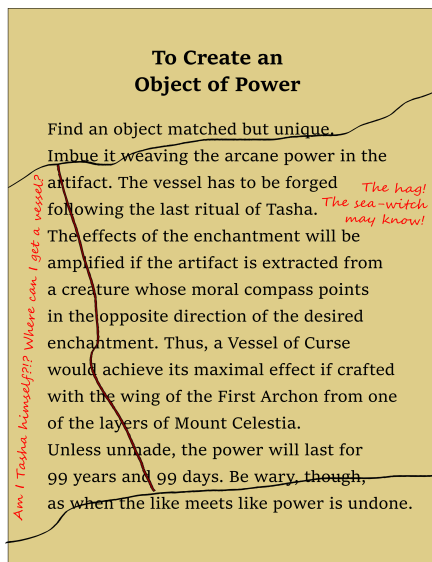 To Create an
Object of Power
Find an object matched but unique.
Imbue it weaving the arcane power in the
artifact. The vessel has to be forged
following the last ritual of Tasha.
The effects of the enchantment will be
amplified if the artifact is extracted from
a creature whose moral compass points
in the opposite direction of the desired
enchantment. Thus, a Vessel of Curse
would achieve its maximal effect if crafted
with the wing of the First Archon from one
of the layers of Mount Celestia.
Unless unmade, the power will last for
99 years and 99 days. Be wary, though,
as when the like meets like power is undone.
The hag!
The sea-witch
may know!
Am I Tasha himself?!? Where can I get a vessel?